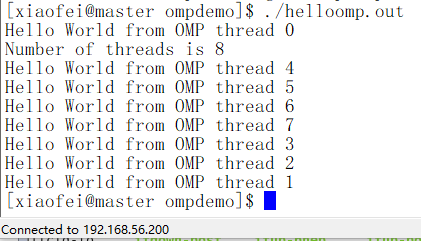 [xiaofei@master ompdemo]$ ./helloomp.out
Hello World from OMP thread 0
Number of threads is 8
Hello World from OMP thread 4
Hello World from OMP thread 5
Hello World from OMP thread 6
Hello World from OMP thread 7
Hello World from OMP thread 3
Hello World from OMP thread 2
Hello World from OMP thread 1
[xiaofei@master ompdemo]$
Connected to 192.168.56.200